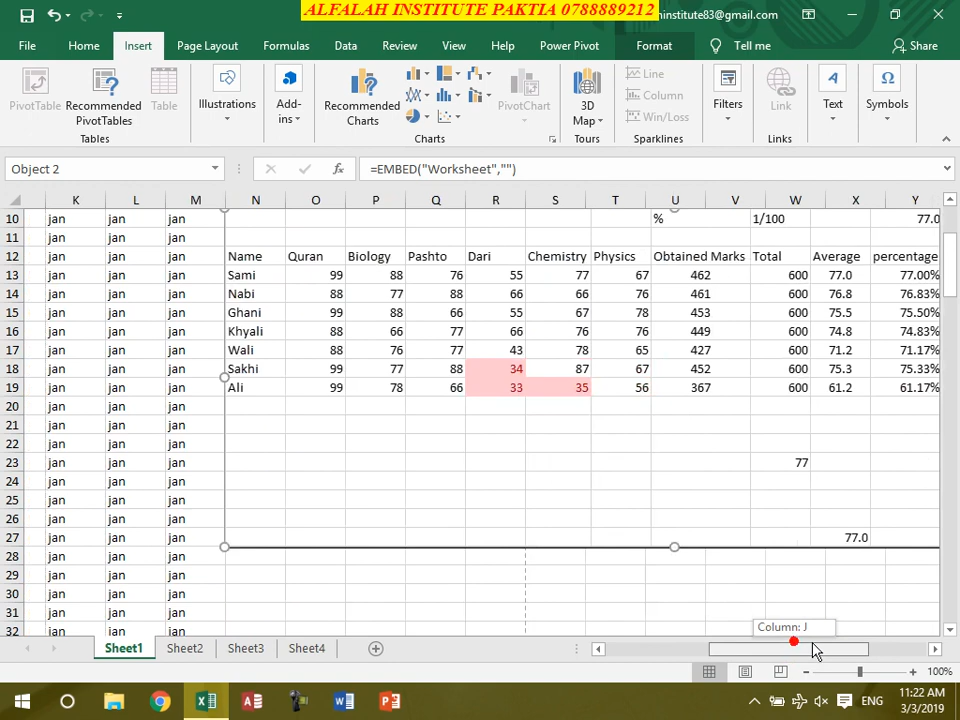 ALFALAH INSTITUTE PAKTIA 0788889212
institute83@gmail.com
File Home Insert Page Layout Formulas Data Review View Help Power Pivot Format Tell me Share
PivotTable Recommended PivotTables Table Illustrations Add-ins Recommended Charts PivotChart 3D Map Line Column Win/Loss Filters Link Text Symbols
Tables Charts Tours Sparklines Links
Object 2 fx =EMBED("Worksheet","")
K L M N O P Q R S T U V W X Y
10 jan jan jan % 1/100 77.0
11 jan jan jan
12 jan jan jan Name Quran Biology Pashto Dari Chemistry Physics Obtained Marks Total Average percentage
13 jan jan jan Sami 99 88 76 55 77 67 462 600 77.0 77.00%
14 jan jan jan Nabi 88 77 88 66 66 76 461 600 76.8 76.83%
15 jan jan jan Ghani 99 88 66 55 67 78 453 600 75.5 75.50%
16 jan jan jan Khyali 88 66 77 66 76 76 449 600 74.8 74.83%
17 jan jan jan Wali 88 76 77 43 78 65 427 600 71.2 71.17%
18 jan jan jan Sakhi 99 77 88 34 87 67 452 600 75.3 75.33%
19 jan jan jan Ali 99 78 66 33 35 56 367 600 61.2 61.17%
20 jan jan jan
21 jan jan jan
22 jan jan jan
23 jan jan jan 77
24 jan jan jan
25 jan jan jan
26 jan jan jan
27 jan jan jan 77.0
28 jan jan jan
29 jan jan jan
30 jan jan jan
31 jan jan jan
32 jan jan jan
Column: J
Sheet1 Sheet2 Sheet3 Sheet4
100%
ENG
11:22 AM
3/3/2019